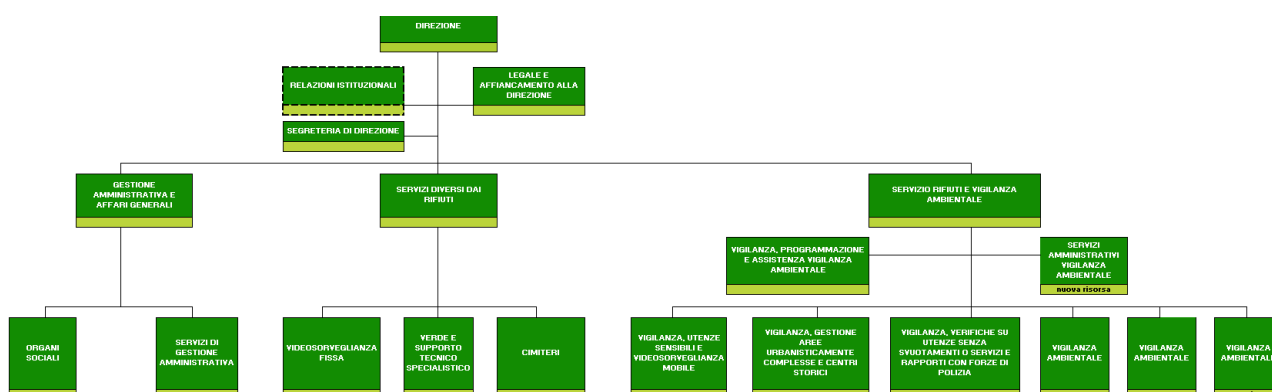 DIREZIONE
RELAZIONI ISTITUZIONALI
LEGALE E
AFFIANCAMENTO ALLA
DIREZIONE
SEGRETERIA DI DIREZIONE
GESTIONE
AMMINISTRATIVA E
AFFARI GENERALI
SERVIZI DIVERSI DAI
RIFIUTI
SERVIZIO RIFIUTI E VIGILANZA
AMBIENTALE
VIGILANZA, PROGRAMMAZIONE
E ASSISTENZA VIGILANZA
AMBIENTALE
SERVIZI
AMMINISTRATIVI
VIGILANZA
AMBIENTALE
nuova risorsa
ORGANI
SOCIALI
SERVIZI DI
GESTIONE
AMMINISTRATIVA
VIDEOSORVEGLIANZA
FISSA
VERDE E
SUPPORTO
TECNICO
SPECIALISTICO
CIMITERI
VIGILANZA, UTENZE
SENSIBILI E
VIDEOSORVEGLIANZA
MOBILE
VIGILANZA, GESTIONE
AREE
URBANISTICAMENTE
COMPLESSE E CENTRI
STORICI
VIGILANZA, VERIFICHE SU
UTENZE SENZA
SVUOTAMENTI O SERVIZI E
RAPPORTI CON FORZE DI
POLIZIA
VIGILANZA
AMBIENTALE
VIGILANZA
AMBIENTALE
VIGILANZA
AMBIENTALE